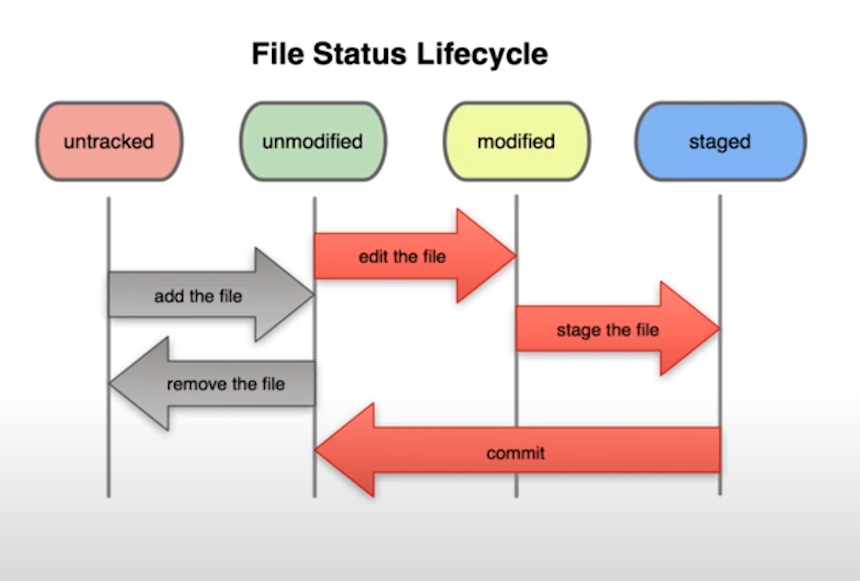 File Status Lifecycle
untracked
unmodified
modified
staged
edit the file
add the file
stage the file
remove the file
commit